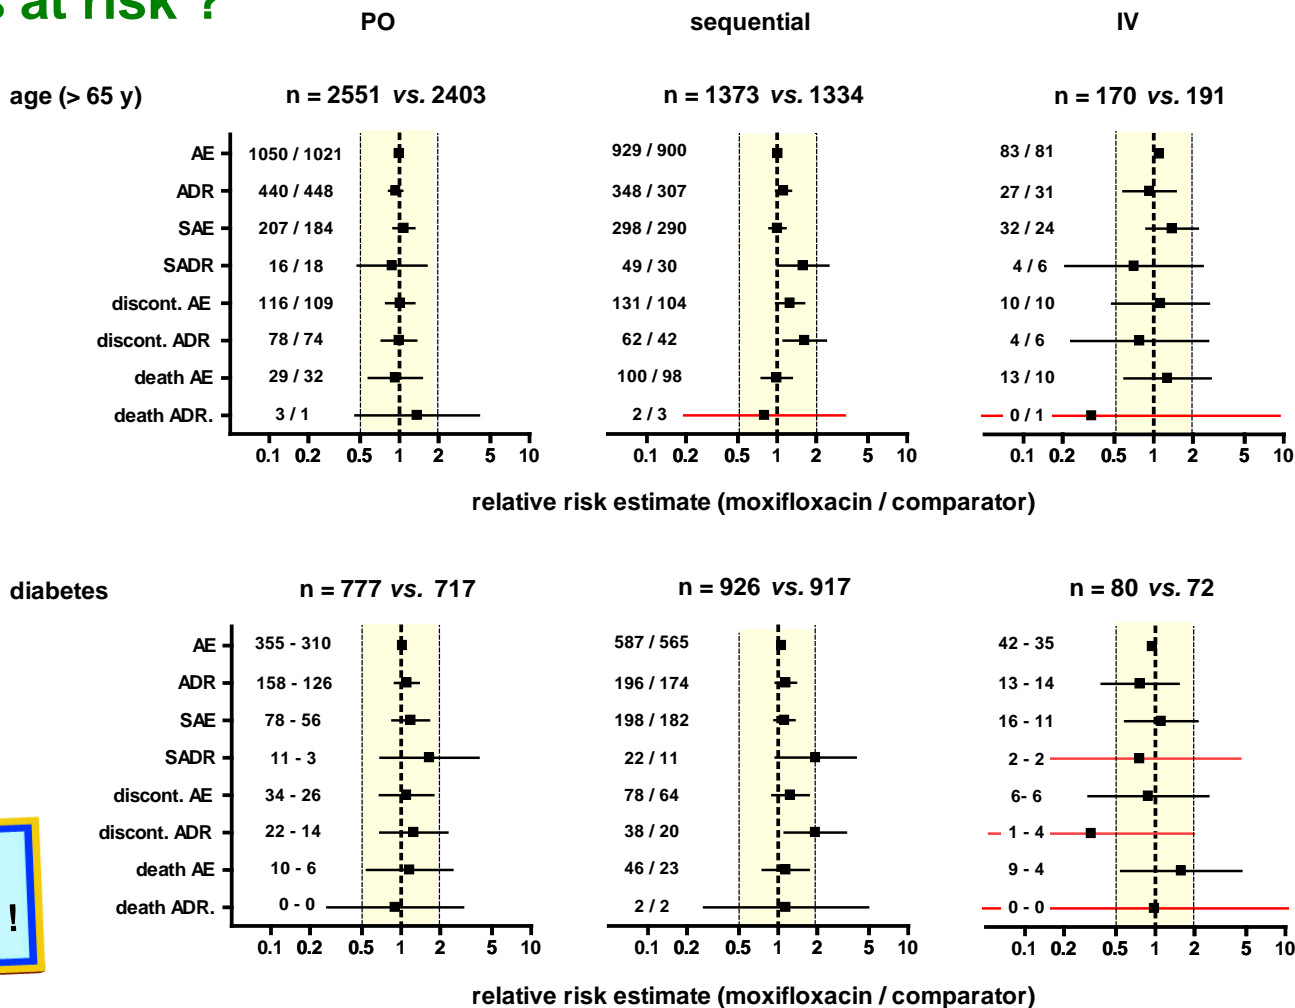 s at risk ?
PO sequential IV
age (> 65 y) n = 2551 vs. 2403 n = 1373 vs. 1334 n = 170 vs. 191
AE 1050 / 1021 929 / 900 83 / 81
ADR 440 / 448 348 / 307 27 / 31
SAE 207 / 184 298 / 290 32 / 24
SADR 16 / 18 49 / 30 4 / 6
discont. AE 116 / 109 131 / 104 10 / 10
discont. ADR 78 / 74 62 / 42 4 / 6
death AE 29 / 32 100 / 98 13 / 10
death ADR. 3 / 1 2 / 3 0 / 1
0.1 0.2 0.5 1 2 5 10 0.1 0.2 0.5 1 2 5 10 0.1 0.2 0.5 1 2 5 10
relative risk estimate (moxifloxacin / comparator)
diabetes n = 777 vs. 717 n = 926 vs. 917 n = 80 vs. 72
AE 355 - 310 587 / 565 42 - 35
ADR 158 - 126 196 / 174 13 - 14
SAE 78 - 56 198 / 182 16 - 11
SADR 11 - 3 22 / 11 2 - 2
discont. AE 34 - 26 78 / 64 6- 6
discont. ADR 22 - 14 38 / 20 1 - 4
death AE 10 - 6 46 / 23 9 - 4
death ADR. 0 - 0 2 / 2 0 - 0
!
0.1 0.2 0.5 1 2 5 10 0.1 0.2 0.5 1 2 5 10 0.1 0.2 0.5 1 2 5 10
relative risk estimate (moxifloxacin / comparator)